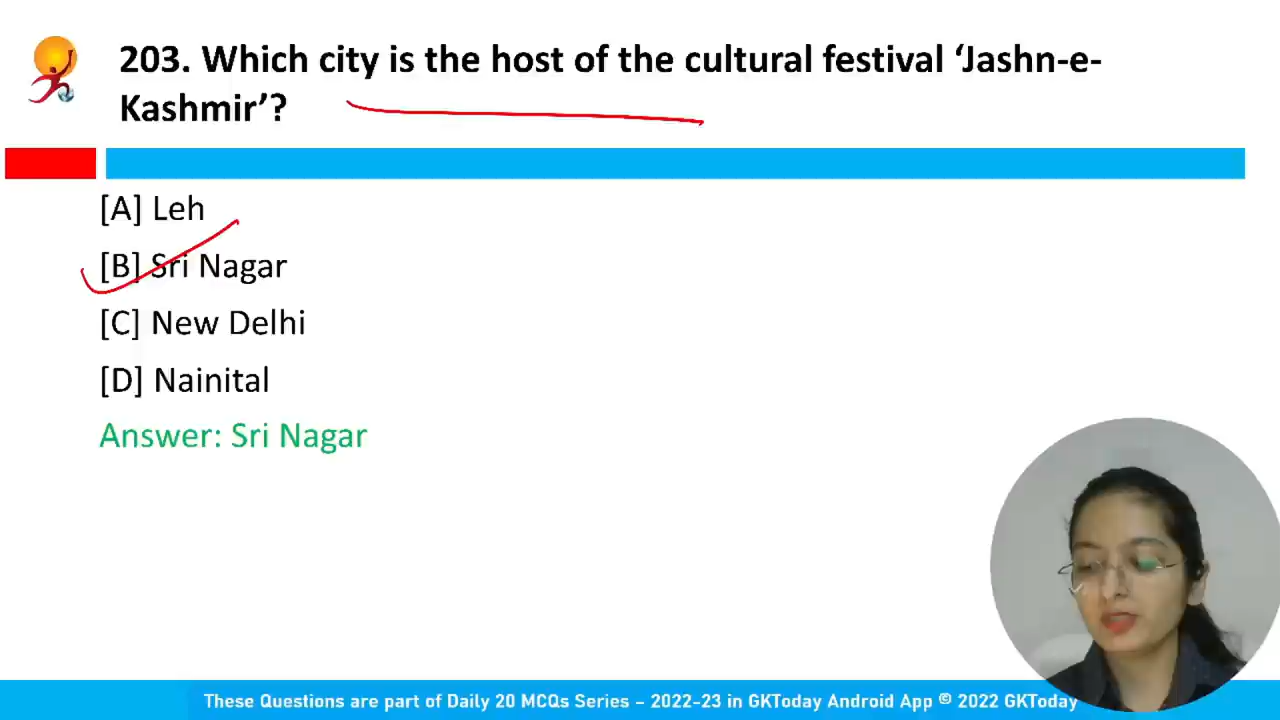 203. Which city is the host of the cultural festival ‘Jashn-e-
Kashmir’?
[A] Leh
[B] Sri Nagar
[C] New Delhi
[D] Nainital
Answer: Sri Nagar
These Questions are part of Daily 20 MCQs Series – 2022-23 in GKToday Android App © 2022 GKToday